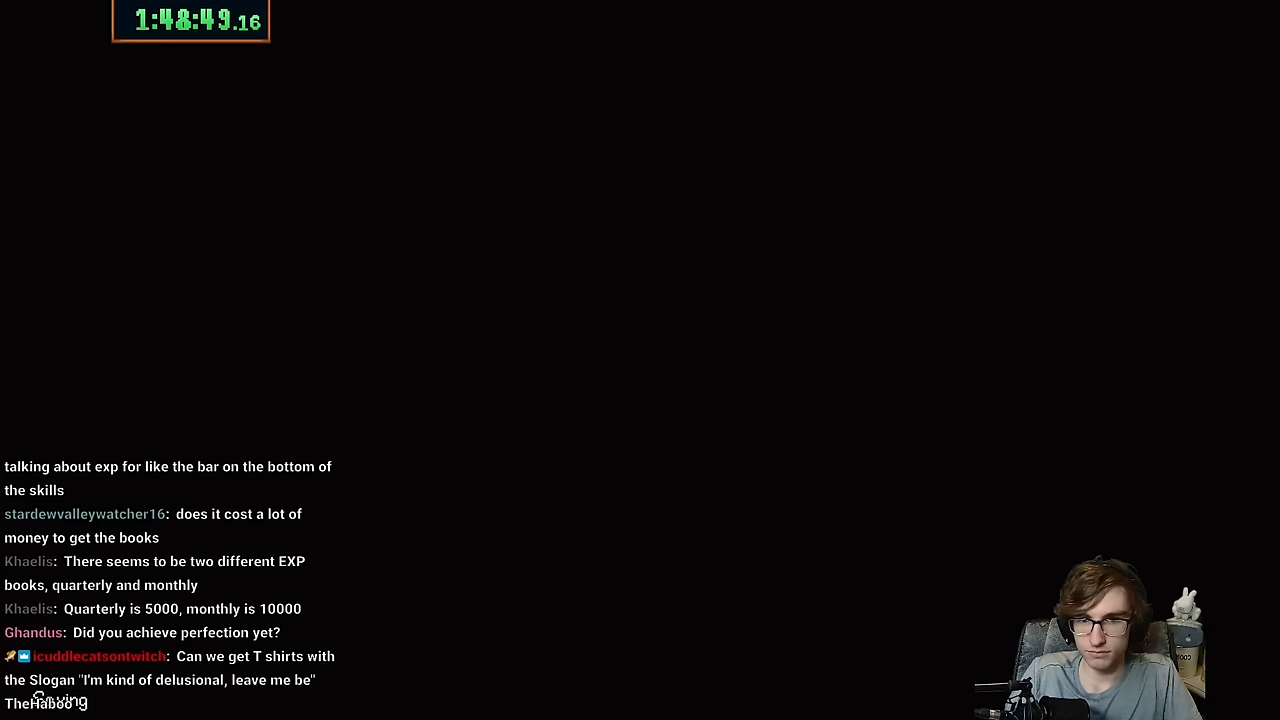 1:48:49.16
talking about exp for like the bar on the bottom of
the skills
stardewvalleywatcher16: does it cost a lot of
money to get the books
Khaelis: There seems to be two different EXP
books, quarterly and monthly
Khaelis: Quarterly is 5000, monthly is 10000
Ghandus: Did you achieve perfection yet?
icuddlecatsontwitch: Can we get T shirts with
the Slogan "I'm kind of delusional, leave me be"
TheHaboo
Saving